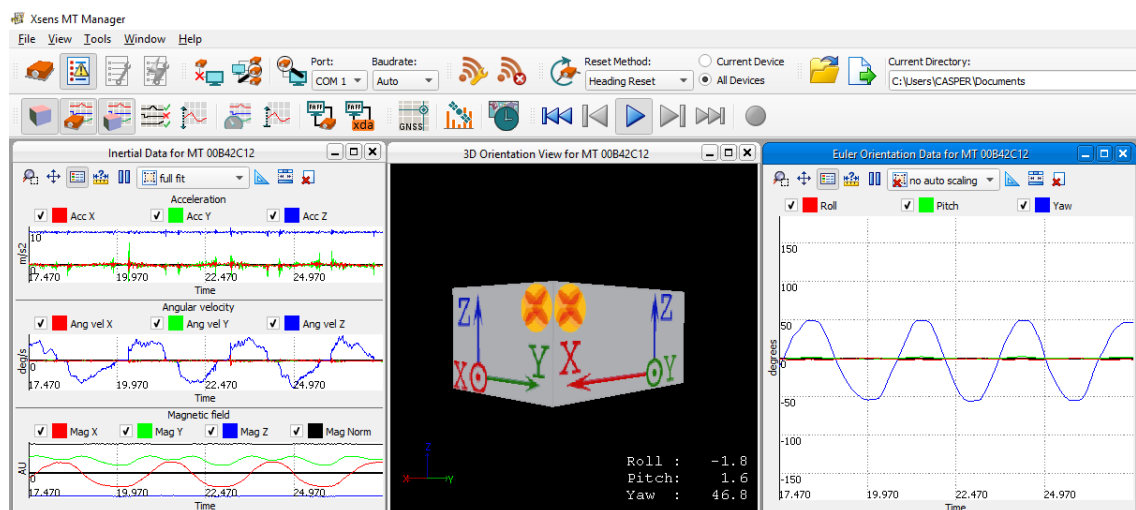 Xsens MT Manager
File View Tools Window Help
Port: Baudrate: Reset Method: Current Device Current Directory:
COM 1 Auto Heading Reset All Devices C:\Users\CASPER\Documents
PAFF PAFF xda GNSS
Inertial Data for MT 00B42C12
full fit
Acceleration
Acc X Acc Y Acc Z
10
m/s2
0
17.470 19.970 22.470 24.970
Time
Angular velocity
Ang vel X Ang vel Y Ang vel Z
deg/s
0
17.470 19.970 22.470 24.970
Time
Magnetic field
Mag X Mag Y Mag Z Mag Norm
AU
0
17.470 19.970 22.470 24.970
Time
3D Orientation View for MT 00B42C12
Z X Y
Z X Y
Z
X Y
Roll : -1.8
Pitch: 1.6
Yaw : 46.8
Euler Orientation Data for MT 00B42C12
no auto scaling
Roll Pitch Yaw
150
100
50
degrees
0
-50
-100
-150
17.470 19.970 22.470 24.970
Time